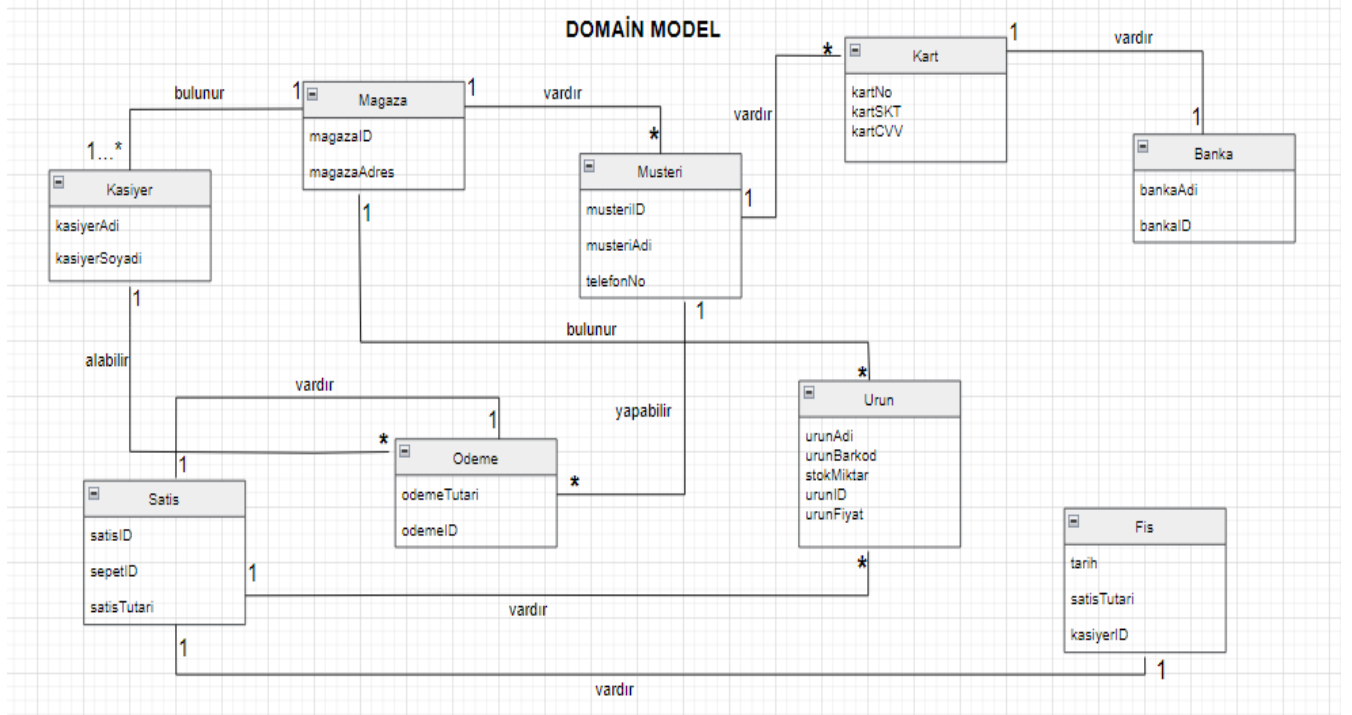 DOMAİN MODEL
1
vardır
*
Kart
kartNo
kartSKT
kartCVV
vardır
1
Banka
bankaAdi
bankaID
bulunur
1
Magaza
magazaID
magazaAdres
1
vardır
*
1...*
Kasiyer
kasiyerAdi
kasiyerSoyadi
Musteri
musteriID
musteriAdi
telefonNo
1
1
1
1
bulunur
*
alabilir
vardır
1
yapabilir
*
*
1
Urun
urunAdi
urunBarkod
stokMiktar
urunID
urunFiyat
Odeme
odemeTutari
odemeID
Satis
satisID
sepetID
satisTutari
1
*
vardır
Fis
tarih
satisTutari
kasiyerID
1
1
vardır